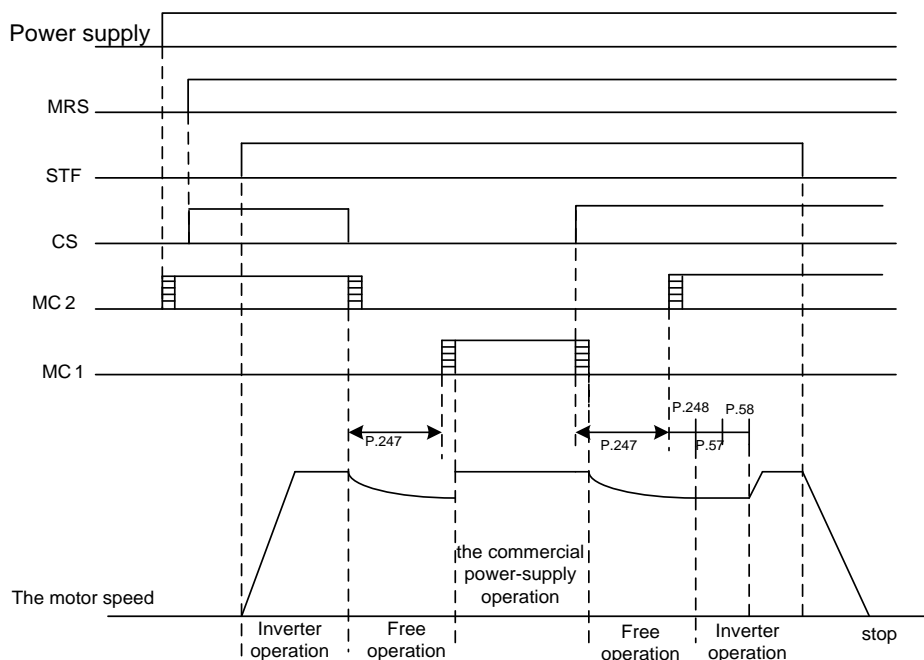 Power supply
MRS
STF
CS
MC 2
MC 1
P.247
P.247
P.248
P.57
P.58
the commercial
power-supply
operation
The motor speed
Inverter
operation
Free
operation
Free
operation
Inverter
operation
stop